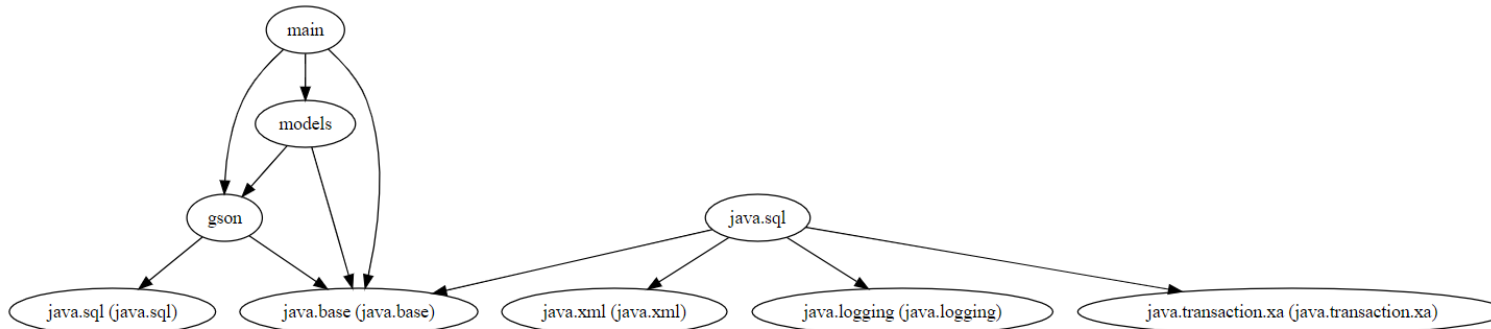 main
models
gson
java.sql
java.sql (java.sql)
java.base (java.base)
java.xml (java.xml)
java.logging (java.logging)
java.transaction.xa (java.transaction.xa)